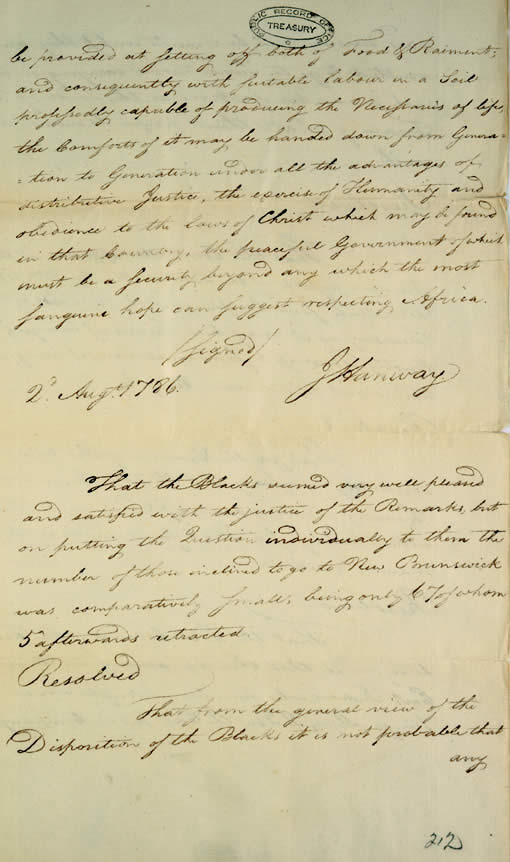 PUBLIC RECORD OFFICE
TREASURY
be provided at setting off both of Food & Raiment;
and consequently with suitable labour in a Soil
professedly capable of producing the Necessaries of life,
the Comforts of it may be handed down from Genera-
-tion to Generation under all the advantages of
distributive Justice, the exercise of Humanity and
obedience to the laws of Christ which may be found
in that Country, the peaceful Government of which
must be a Security beyond any which the most
sanguine hope can suggest respecting Africa.
(signed)
J Hanway
2d. Augt. 1786.
That the Blacks seemed very well pleased
and satisfied with the justice of the Remarks, but
on putting the Question individually to them the
number of those inclined to go to New Brunswick
was comparatively small, being only 67 of whom
5 afterwards retracted.
Resolved
That from the general view of the
Disposition of the Blacks it is not probable that
any
212